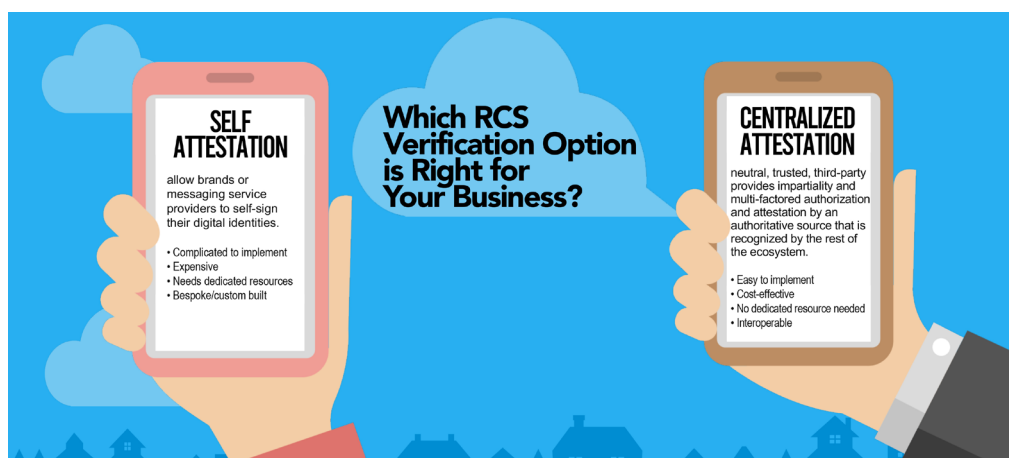 SELF
ATTESTATION
allow brands or
messaging service
providers to self-sign
their digital identities.
• Complicated to implement
• Expensive
• Needs dedicated resources
• Bespoke/custom built
Which RCS
Verification Option
is Right for
Your Business?
CENTRALIZED
ATTESTATION
neutral, trusted, third-party
provides impartiality and
multi-factored authorization
and attestation by an
authoritative source that is
recognized by the rest of
the ecosystem.
• Easy to implement
• Cost-effective
• No dedicated resource needed
• Interoperable